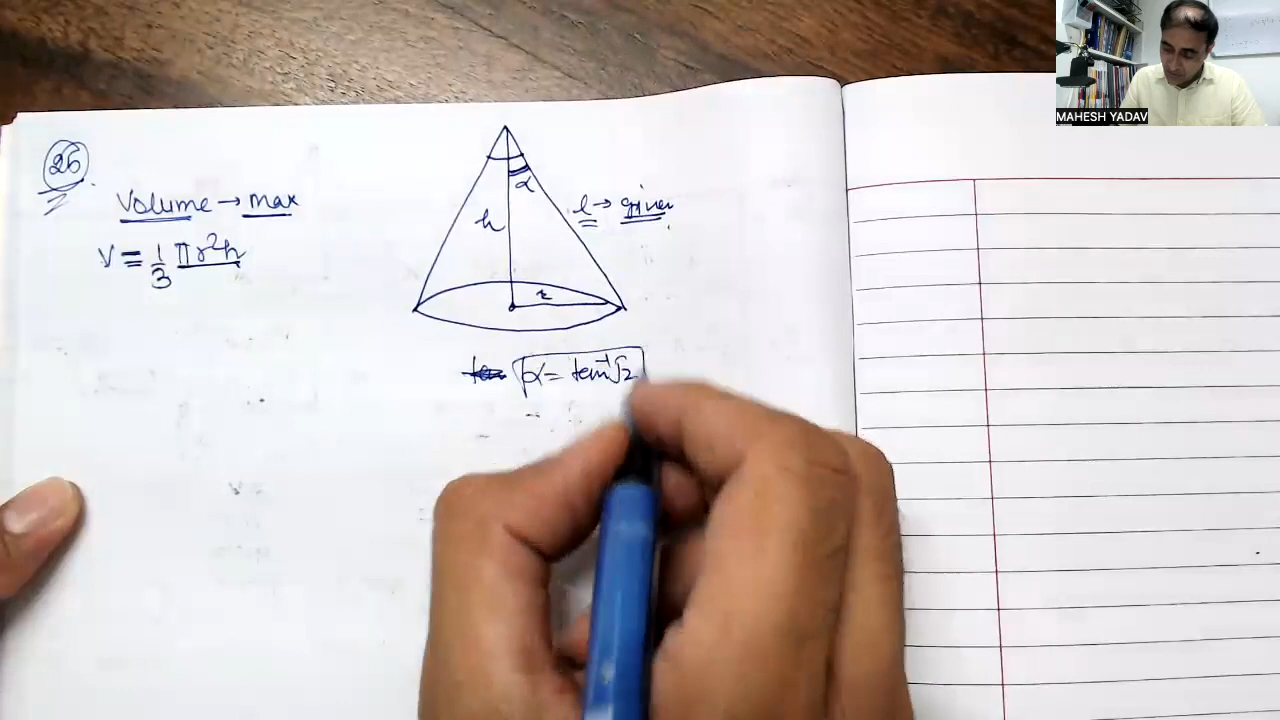 26
Volume → max
V = 1/3 πr²h
α
h
l → given
r
α = tan⁻¹√2
MAHESH YADAV